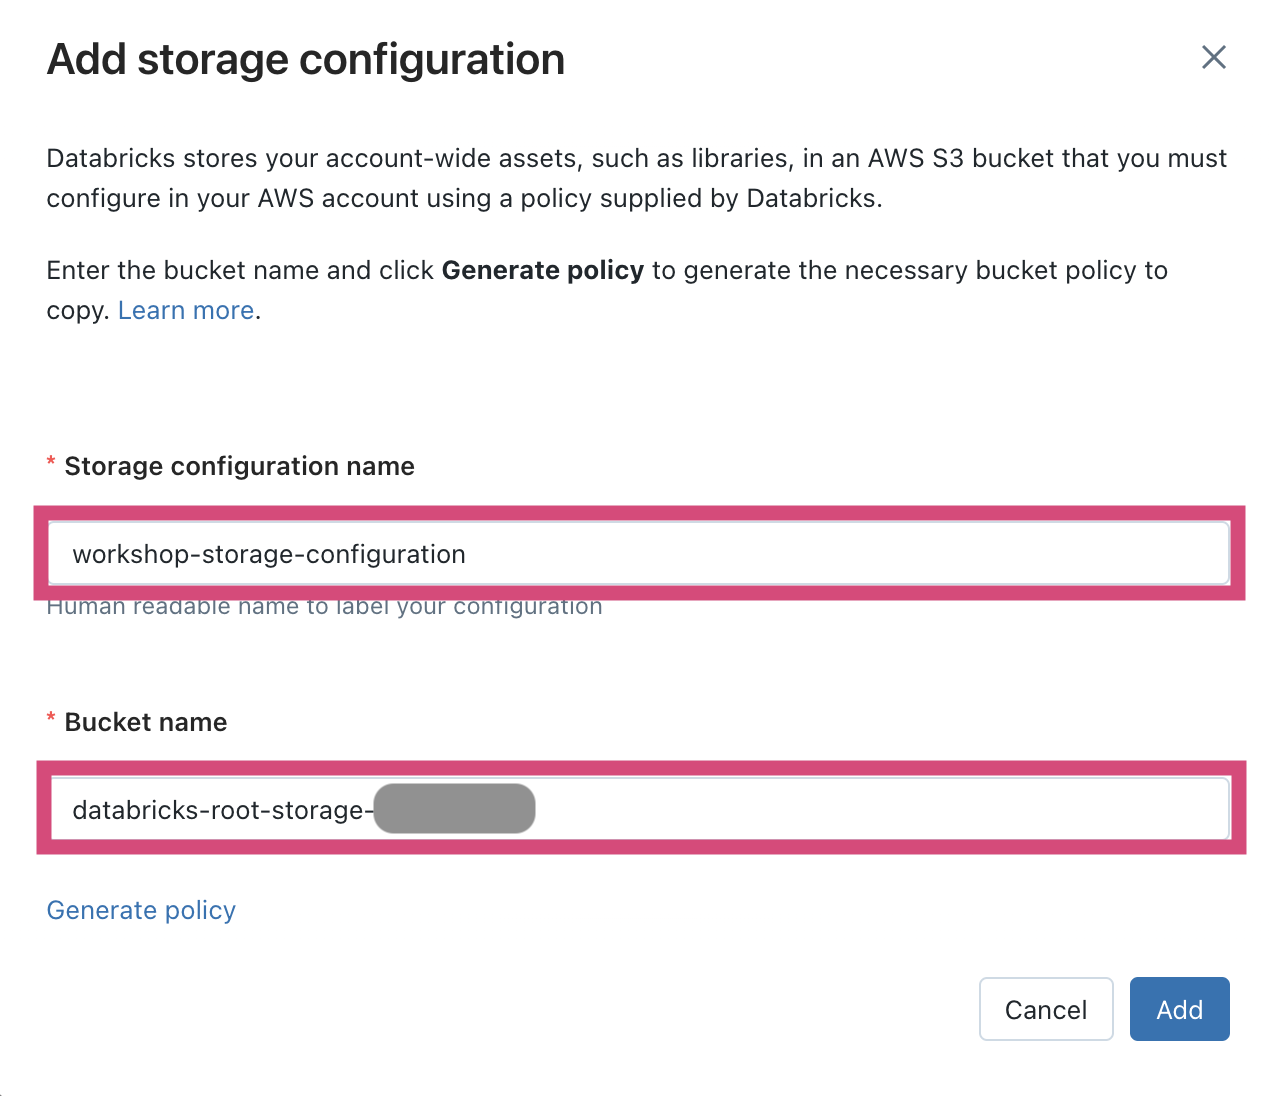 Add storage configuration
Databricks stores your account-wide assets, such as libraries, in an AWS S3 bucket that you must
configure in your AWS account using a policy supplied by Databricks.
Enter the bucket name and click Generate policy to generate the necessary bucket policy to
copy. Learn more.
* Storage configuration name
workshop-storage-configuration
Human readable name to label your configuration
* Bucket name
databricks-root-storage-
Generate policy
Cancel
Add